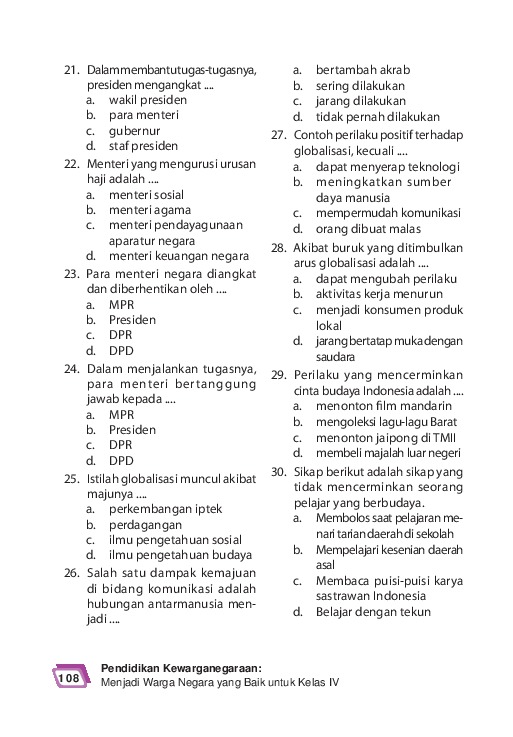 21. Dalam membantu tugas-tugasnya,
presiden mengangkat ....
a. wakil presiden
b. para menteri
c. gubernur
d. staf presiden
22. Menteri yang mengurusi urusan
haji adalah ....
a. menteri sosial
b. menteri agama
c. menteri pendayagunaan
aparatur negara
d. menteri keuangan negara
23. Para menteri negara diangkat
dan diberhentikan oleh ....
a. MPR
b. Presiden
c. DPR
d. DPD
24. Dalam menjalankan tugasnya,
para menteri bertanggung
jawab kepada ....
a. MPR
b. Presiden
c. DPR
d. DPD
25. Istilah globalisasi muncul akibat
majunya ....
a. perkembangan iptek
b. perdagangan
c. ilmu pengetahuan sosial
d. ilmu pengetahuan budaya
26. Salah satu dampak kemajuan
di bidang komunikasi adalah
hubungan antarmanusia men-
jadi ....
a. bertambah akrab
b. sering dilakukan
c. jarang dilakukan
d. tidak pernah dilakukan
27. Contoh perilaku positif terhadap
globalisasi, kecuali ....
a. dapat menyerap teknologi
b. meningkatkan sumber
daya manusia
c. mempermudah komunikasi
d. orang dibuat malas
28. Akibat buruk yang ditimbulkan
arus globalisasi adalah ....
a. dapat mengubah perilaku
b. aktivitas kerja menurun
c. menjadi konsumen produk
lokal
d. jarang bertatap muka dengan
saudara
29. Perilaku yang mencerminkan
cinta budaya Indonesia adalah ....
a. menonton film mandarin
b. mengoleksi lagu-lagu Barat
c. menonton jaipong di TMII
d. membeli majalah luar negeri
30. Sikap berikut adalah sikap yang
tidak mencerminkan seorang
pelajar yang berbudaya.
a. Membolos saat pelajaran me-
nari tarian daerah di sekolah
b. Mempelajari kesenian daerah
asal
c. Membaca puisi-puisi karya
sastrawan Indonesia
d. Belajar dengan tekun
108
Pendidikan Kewarganegaraan:
Menjadi Warga Negara yang Baik untuk Kelas IV